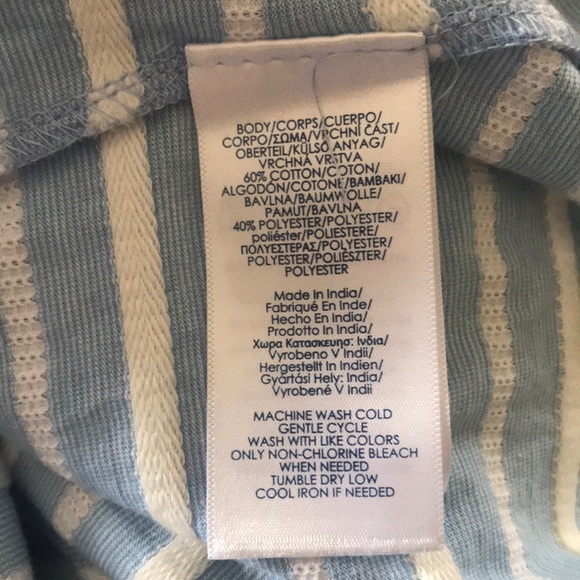 BODY/CORPS/CUERPO/
CORPO/ΣΩΜΑ/VRCHNÍ ČÁST/
OBERTEIL/KÜLSŐ ANYAG/
VRCHNÁ VRSTVA
60% COTTON/COTON/
ALGODÓN/COTONE/ΒΑΜΒΑΚΙ/
BAVLNA/BAUMWOLLE/
PAMUT/BAVLNA
40% POLYESTER/POLYESTER/
poliéster/POLIESTERE/
ΠΟΛΥΕΣΤΕΡΑΣ/POLYESTER/
POLYESTER/POLIÉSZTER/
POLYESTER
Made In India/
Fabriqué En Inde/
Hecho En India/
Prodotto In India/
Χωρα Κατασκευησ: Ινδια/
Vyrobeno V Indii/
Hergestellt In Indien/
Gyártási Hely: India/
Vyrobené V Indii
MACHINE WASH COLD
GENTLE CYCLE
WASH WITH LIKE COLORS
ONLY NON-CHLORINE BLEACH
WHEN NEEDED
TUMBLE DRY LOW
COOL IRON IF NEEDED